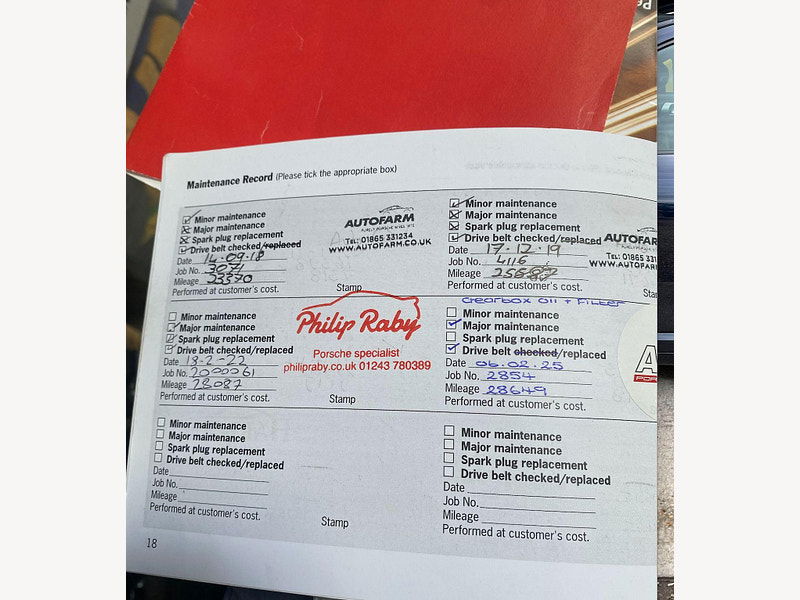 Maintenance Record (Please tick the appropriate box)
Minor maintenance
Major maintenance
Spark plug replacement
Drive belt checked/replaced
Date 14.09.18
Job No. 3071
Mileage 23570
Performed at customer's cost.
Stamp
AUTOFARM
TEL: 01865 331234
WWW.AUTOFARM.CO.UK
Minor maintenance
Major maintenance
Spark plug replacement
Drive belt checked/replaced
Date 17-12-19
Job No. 4116
Mileage
Performed at customer's cost.
AUTOFAR
TEL: 01865 331
WWW.AUTOFARM
Sta
Minor maintenance
Major maintenance
Spark plug replacement
Drive belt checked/replaced
Date 18-2-22
Job No. 2000061
Mileage 28087
Performed at customer's cost.
Stamp
Philip Raby
Porsche specialist
philipraby.co.uk 01243 780389
Gearbox oil + Filter
Minor maintenance
Major maintenance
Spark plug replacement
Drive belt checked/replaced
Date 06.02.25
Job No. 2854
Mileage 28649
Performed at customer's cost.
Minor maintenance
Major maintenance
Spark plug replacement
Drive belt checked/replaced
Date
Job No.
Mileage
Performed at customer's cost.
Stamp
Minor maintenance
Major maintenance
Spark plug replacement
Drive belt checked/replaced
Date
Job No.
Mileage
Performed at customer's cost.
18